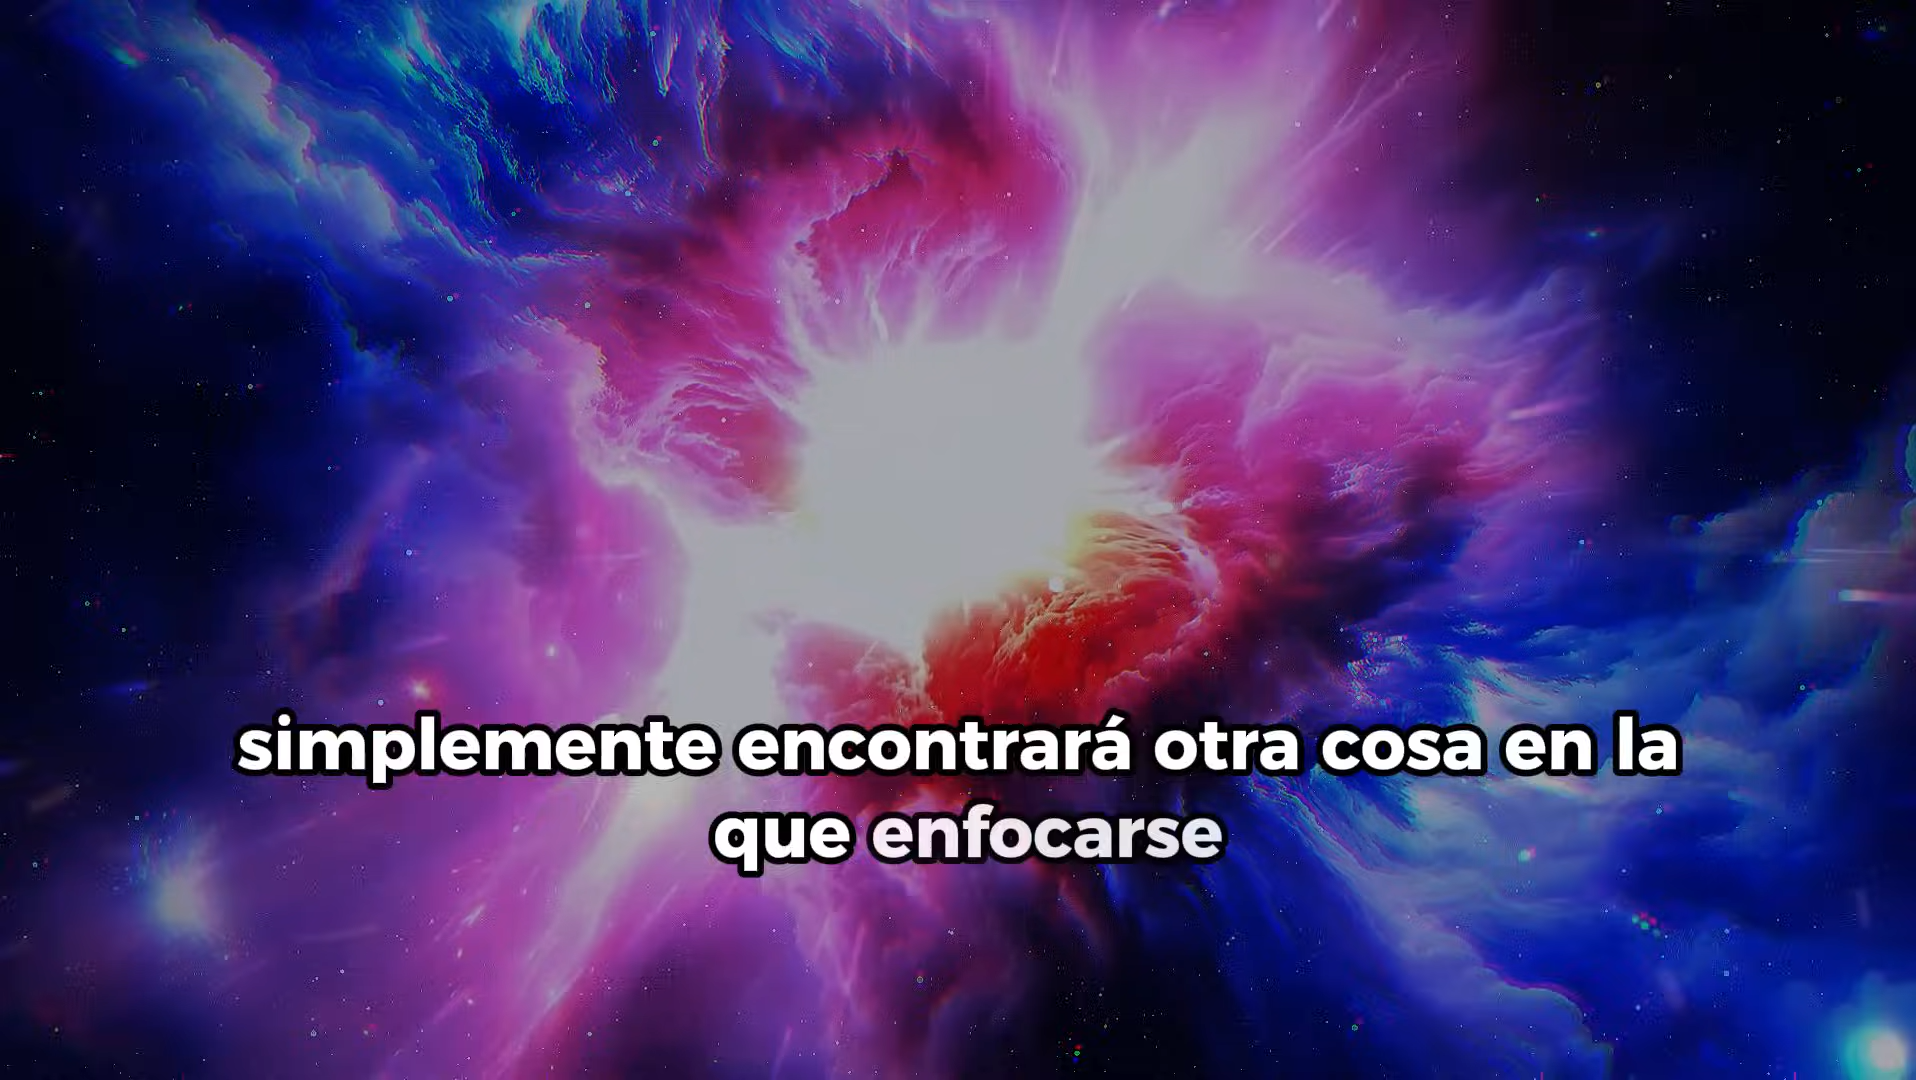 simplemente encontrará otra cosa en la
que enfocarse